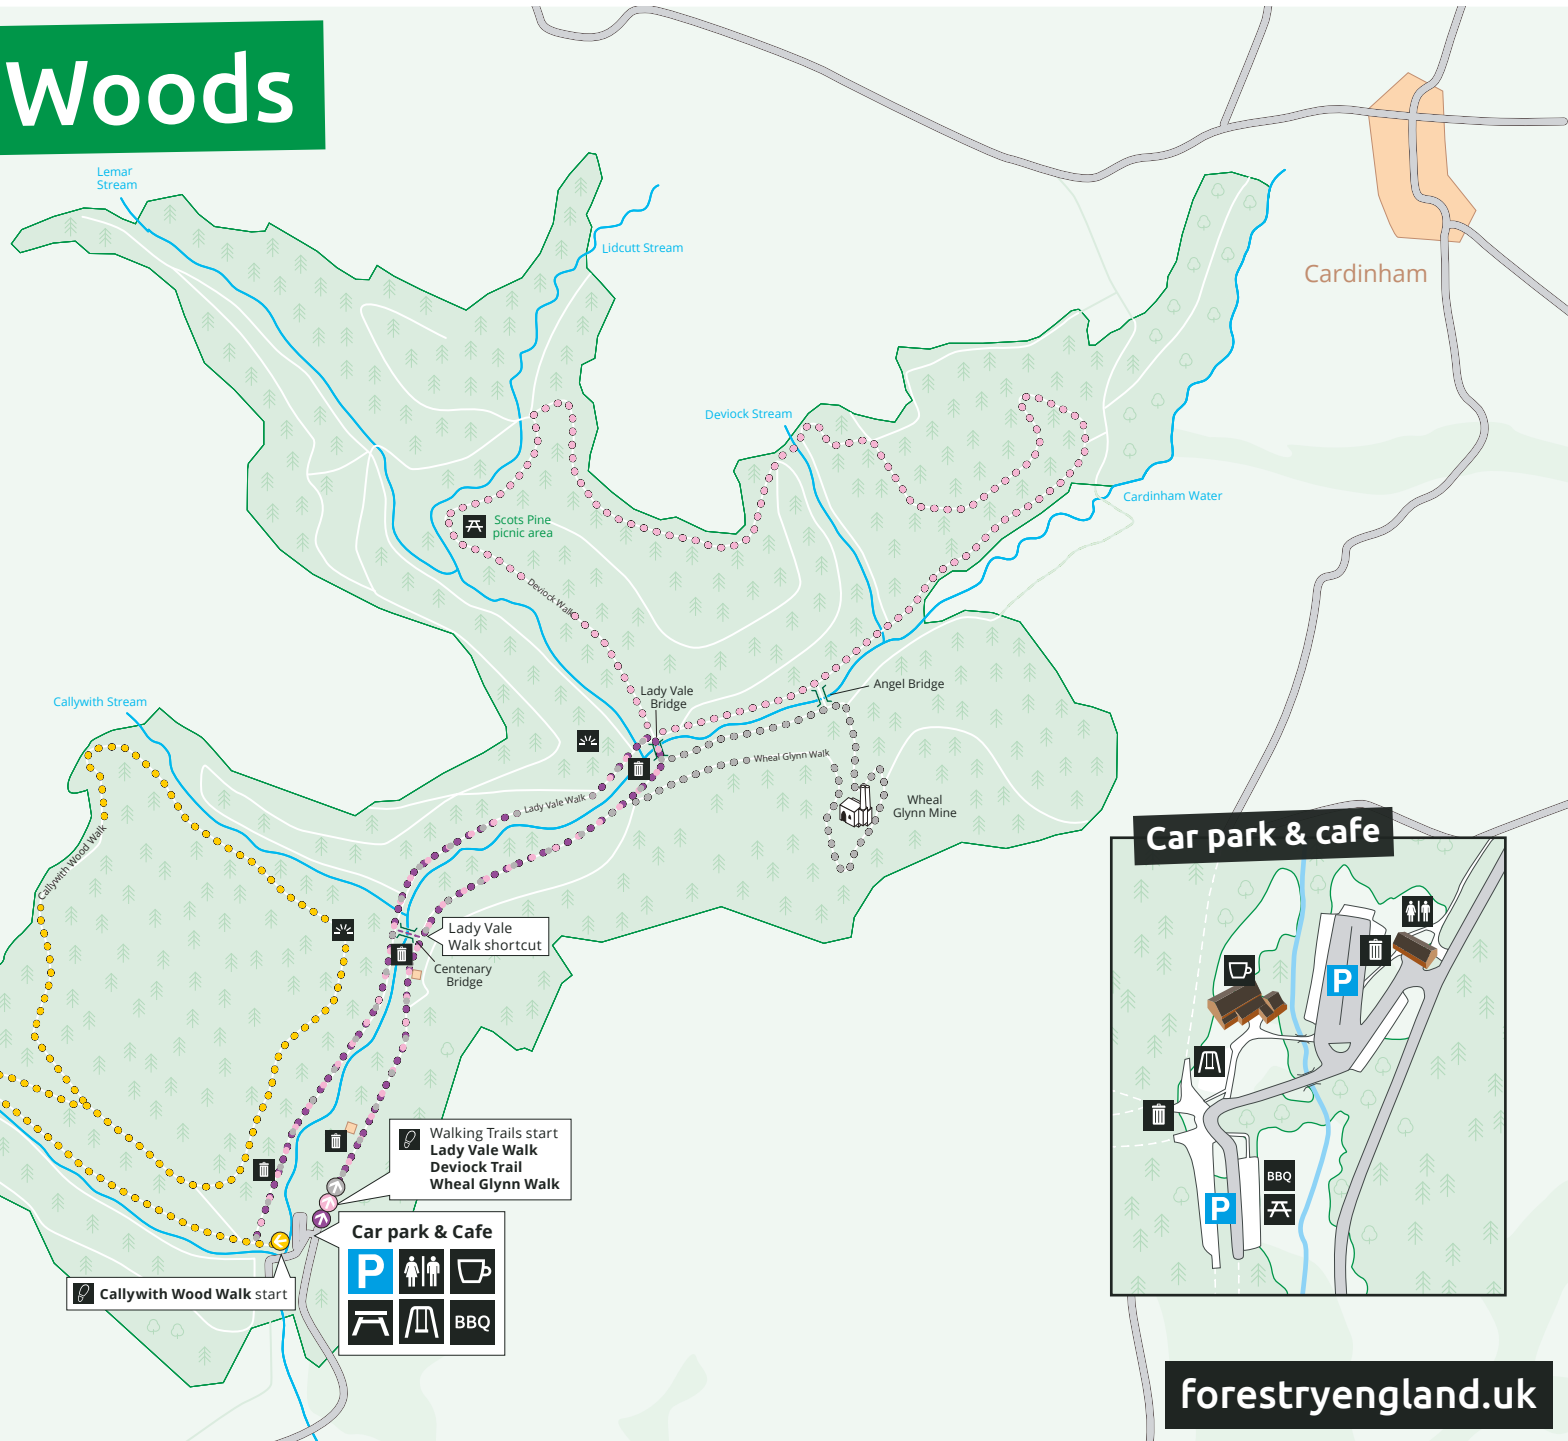 Woods
Lemar
Stream
Lidcutt Stream
Cardinham
Deviock Stream
Cardinham Water
Scots Pine
picnic area
Deviock Walk
Lady Vale
Bridge
Angel Bridge
Callywith Stream
Wheal Glynn Walk
Wheal
Glynn Mine
Lady Vale Walk
Callywith Wood Walk
Lady Vale
Walk shortcut
Centenary
Bridge
Walking Trails start
Lady Vale Walk
Deviock Trail
Wheal Glynn Walk
Car park & Cafe
P
BBQ
Callywith Wood Walk start
Car park & cafe
P
BBQ
P
forestryengland.uk